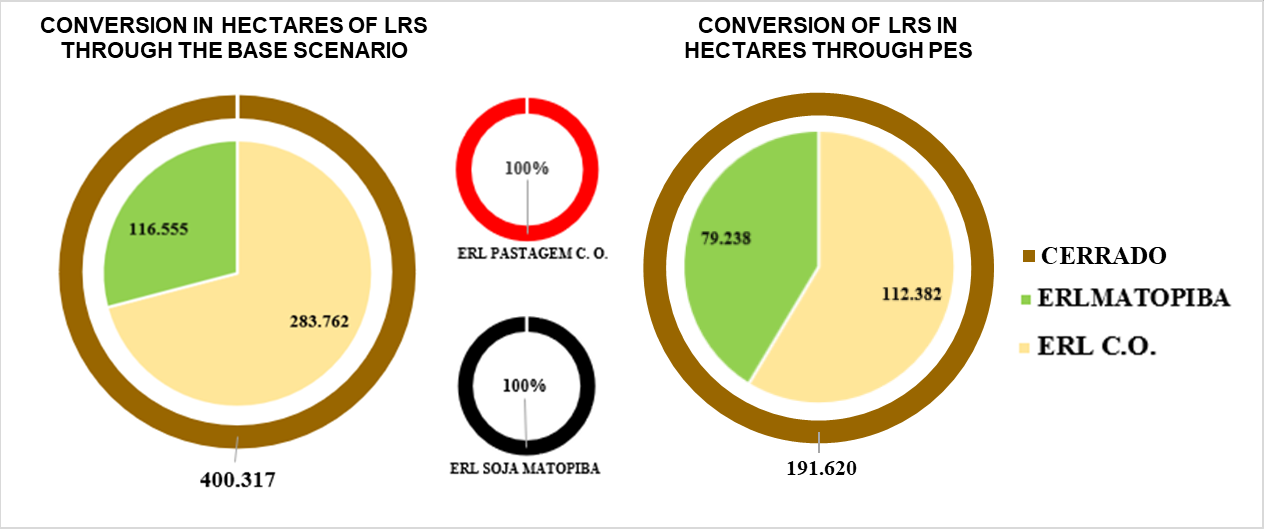 CONVERSION IN HECTARES OF LRS
THROUGH THE BASE SCENARIO
116.555
283.762
400.317
100%
ERL PASTAGEM C. O.
100%
ERL SOJA MATOPIBA
CONVERSION OF LRS IN
HECTARES THROUGH PES
79.238
112.382
191.620
CERRADO
ERLMATOPIBA
ERL C.O.